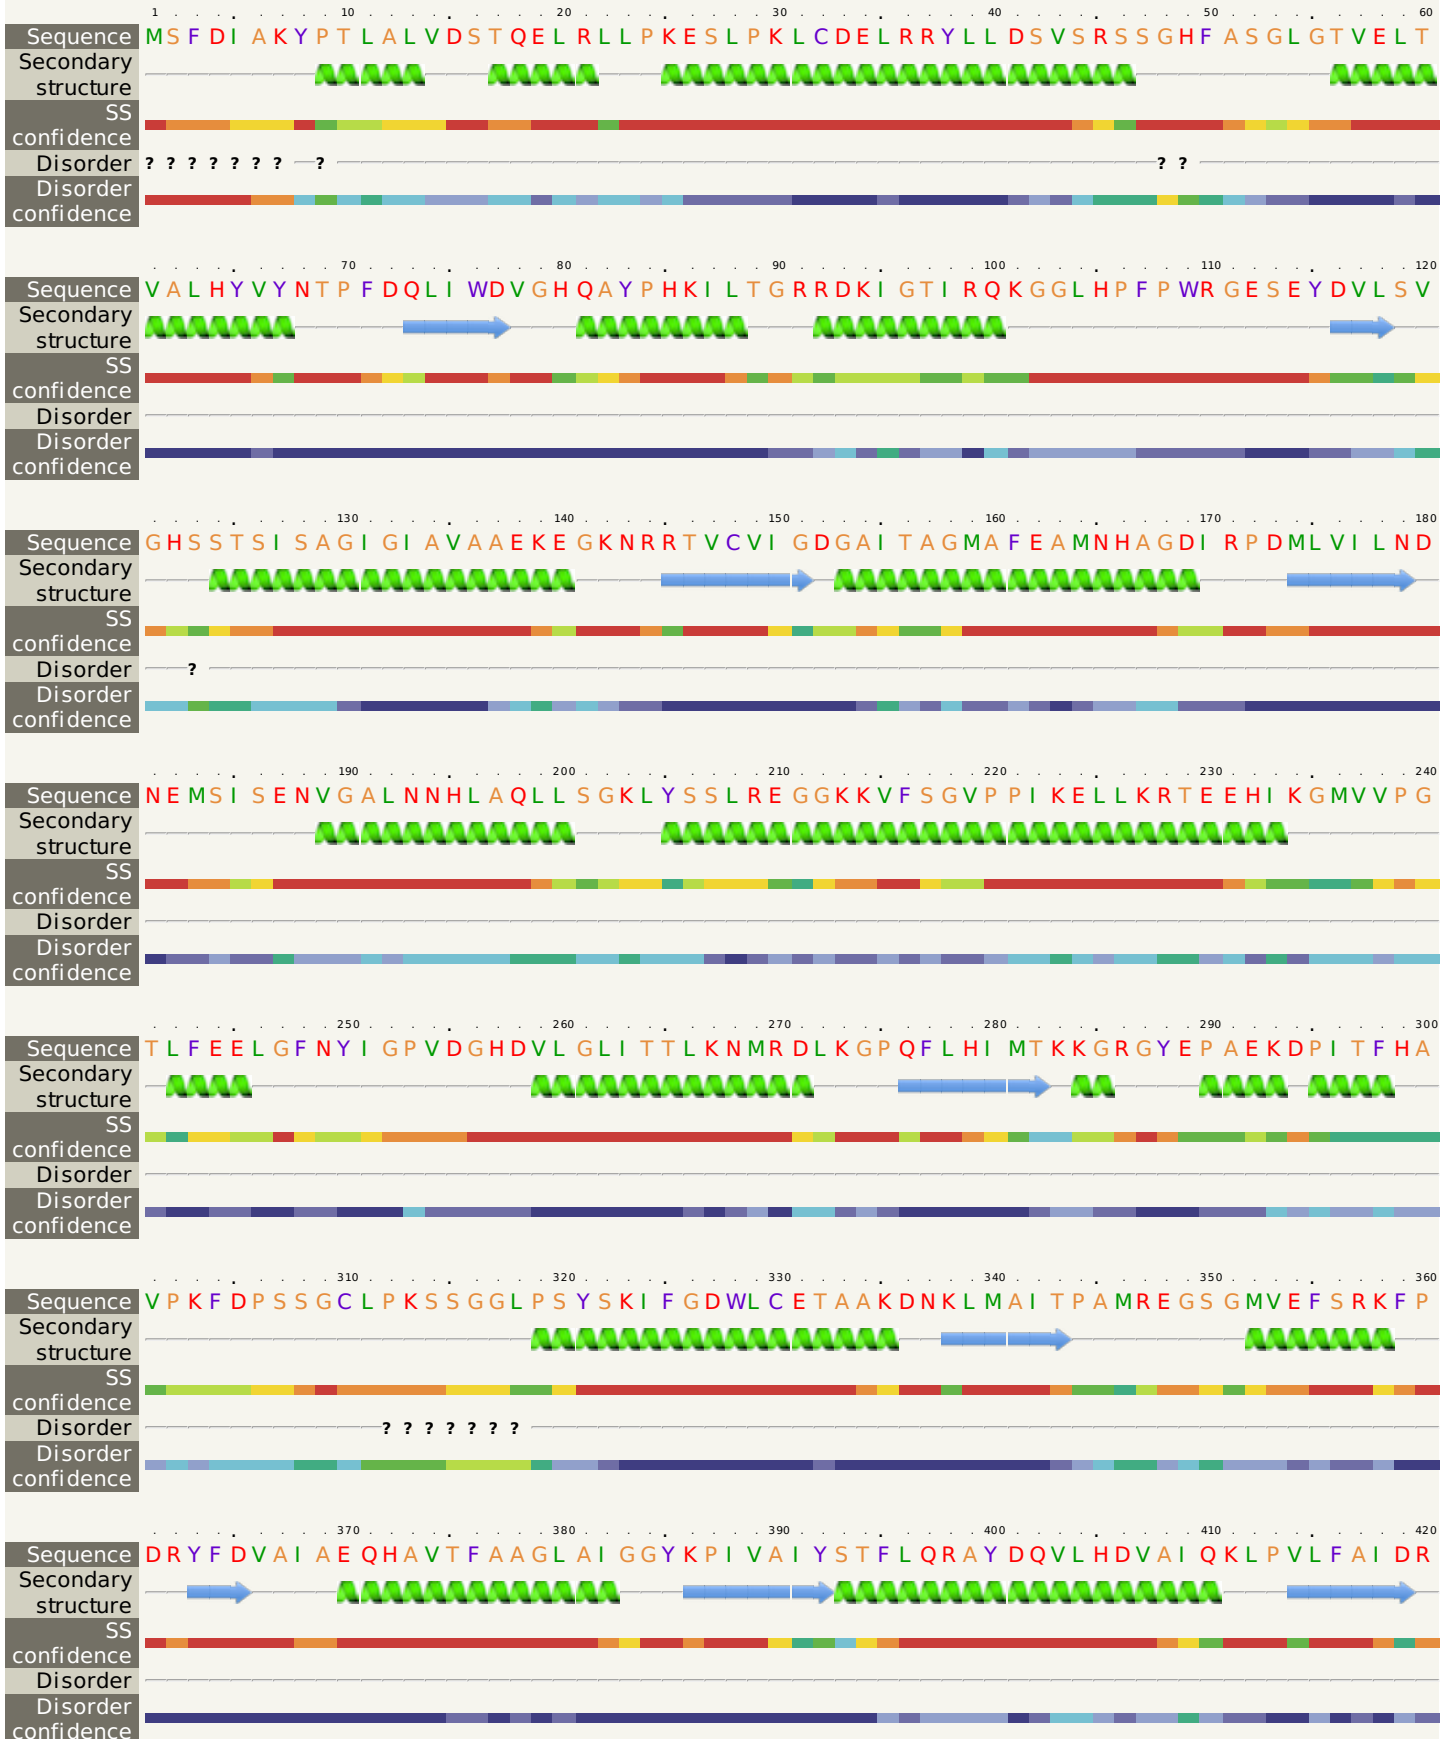 1 10 20 30 40 50 60
Sequence MSFDIAKYPTLALVDSTQELRLLPKESLPKLCDELRRYLLDSVSRSSGHFASGLGTVELT
Secondary
structure
SS
confidence
Disorder ? ? ? ? ? ? ? ? ? ?
Disorder
confidence
70 80 90 100 110 120
Sequence VALHYVYNTPFDQLIWDVGHQAYPHKILTGRRDKIGTIRQKGGLHPFPWRGESEYDVLSV
Secondary
structure
SS
confidence
Disorder
Disorder
confidence
130 140 150 160 170 180
Sequence GHSSTSISAGIGIAVAAEKEGKNRRTVCVIGDGAITAGMAFEAMNHAGDIRPDMLVILND
Secondary
structure
SS
confidence
Disorder ?
Disorder
confidence
190 200 210 220 230 240
Sequence NEMSISENVGALNNHLAQLLSGKLYSSLREGGKKVFSGVPPIKELLKRTEEHIKGMVVPG
Secondary
structure
SS
confidence
Disorder
Disorder
confidence
250 260 270 280 290 300
Sequence TLFEELGFNYIGPVDGHDVLGLITTLKNMRDLKGPQFLHIMTKKGRGYEPAEKDPITFHA
Secondary
structure
SS
confidence
Disorder
Disorder
confidence
310 320 330 340 350 360
Sequence VPKFDPSSGCLPKSSGGLPSYSKIFGDWLCETAAKDNKLMAITPAMREGSGMVEFSRKFP
Secondary
structure
SS
confidence
Disorder ? ? ? ? ? ? ?
Disorder
confidence
370 380 390 400 410 420
Sequence DRYFDVAIAEQHAVTFAAGLAIGGYKPIVAIYSTFLQRAYDQVLHDVAIQKLPVLFAIDR
Secondary
structure
SS
confidence
Disorder
Disorder
confidence